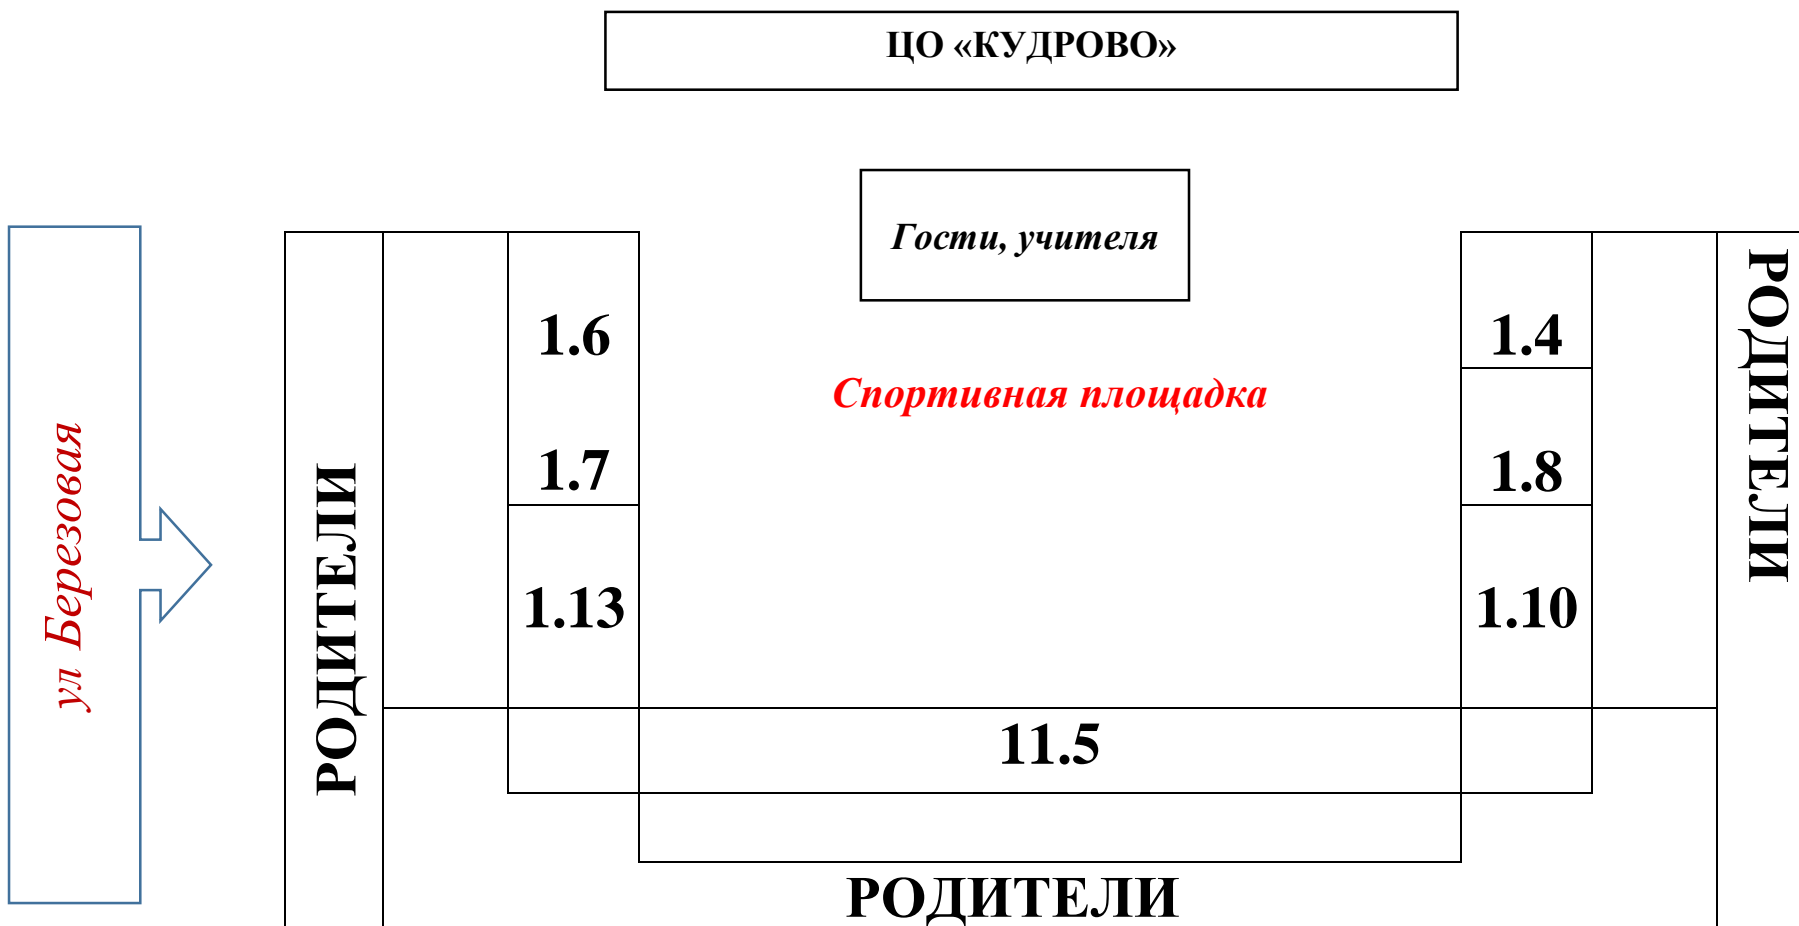 ЦО «КУДРОВО»
Гости, учителя
Спортивная площадка
ул Березовая
РОДИТЕЛИ
1.6
1.7
1.13
1.4
1.8
1.10
РОДИТЕЛИ
11.5
РОДИТЕЛИ